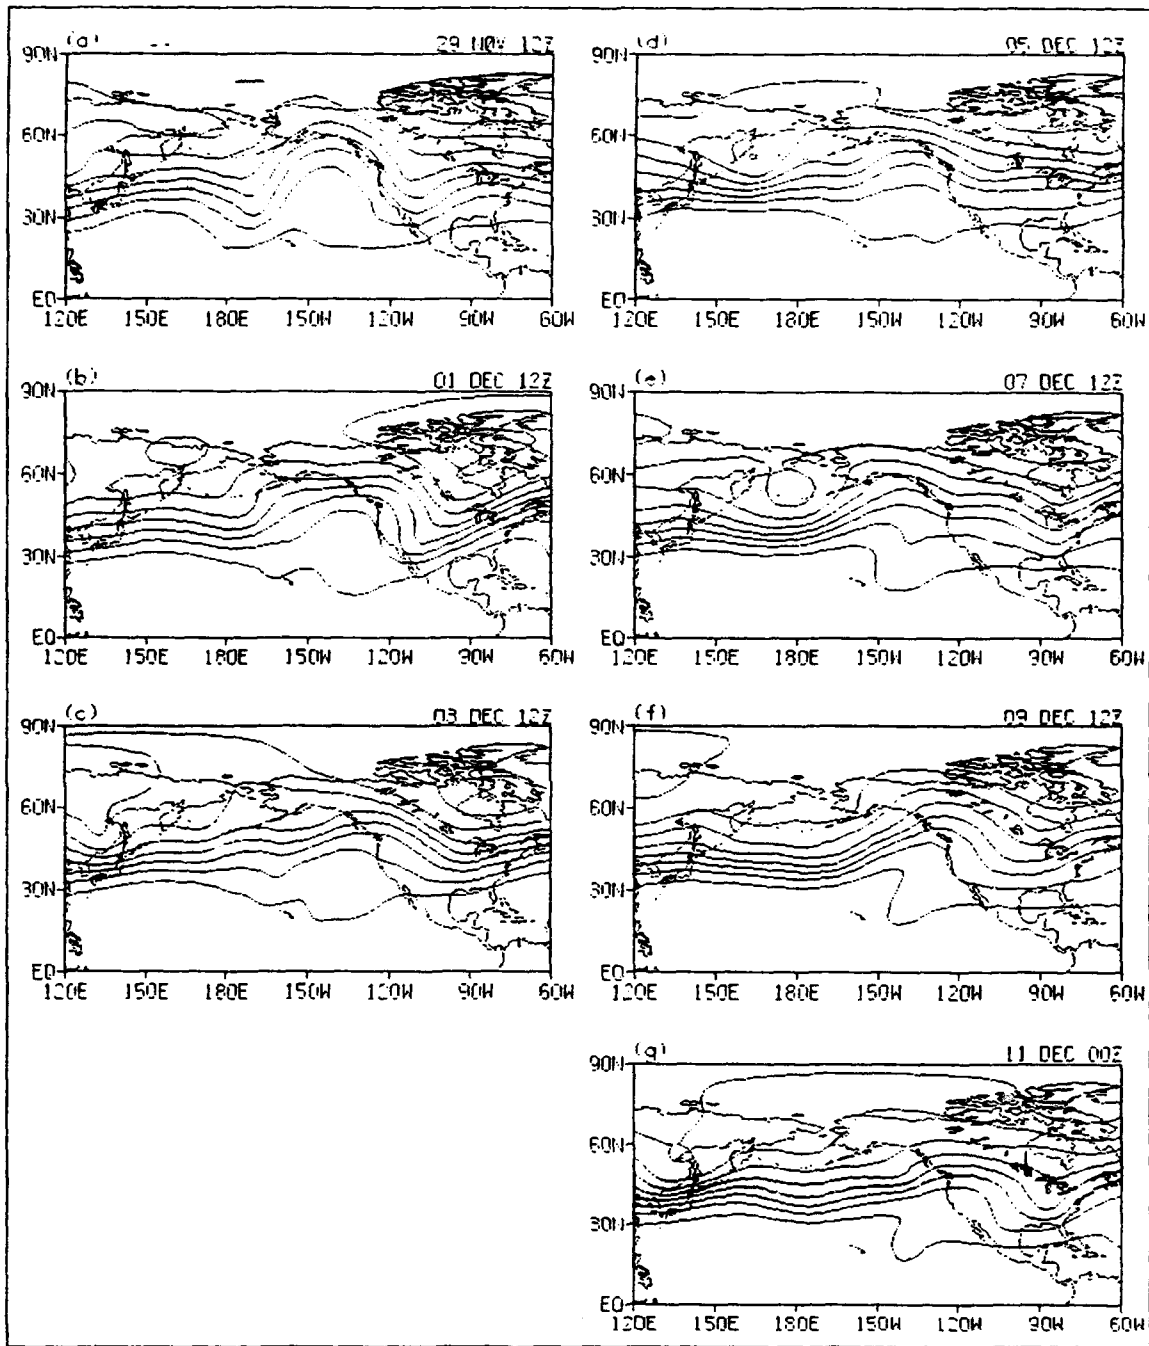 (a) 29 NOV 12Z
90N
60N
30N
EQ
120E 150E 180E 150W 120W 90W 60W
(b) 01 DEC 12Z
90N
60N
30N
EQ
120E 150E 180E 150W 120W 90W 60W
(c) 03 DEC 12Z
90N
60N
30N
EQ
120E 150E 180E 150W 120W 90W 60W
(d) 05 DEC 12Z
90N
60N
30N
EQ
120E 150E 180E 150W 120W 90W 60W
(e) 07 DEC 12Z
90N
60N
30N
EQ
120E 150E 180E 150W 120W 90W 60W
(f) 09 DEC 12Z
90N
60N
30N
EQ
120E 150E 180E 150W 120W 90W 60W
(g) 11 DEC 00Z
90N
60N
30N
EQ
120E 150E 180E 150W 120W 90W 60W